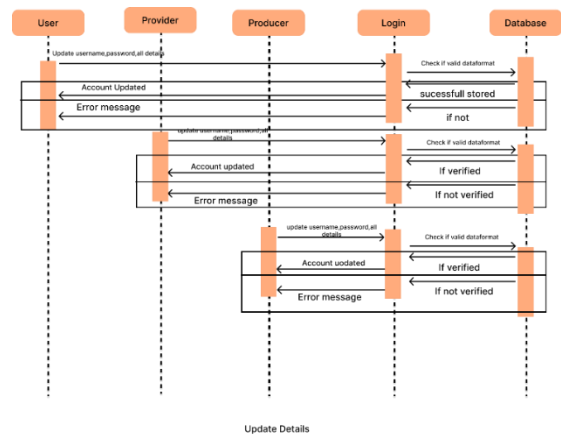 User
Provider
Producer
Login
Database
Update username,password,all details
Check if valid dataformat
Account Updated
sucessfull stored
Error message
if not
update username,password,all
details
Check if valid dataformat
Account updated
If verified
If not verified
Error message
update username,password,all
details
Check if valid dataformat
Account uodated
If verified
If not verified
Error message
Update Details